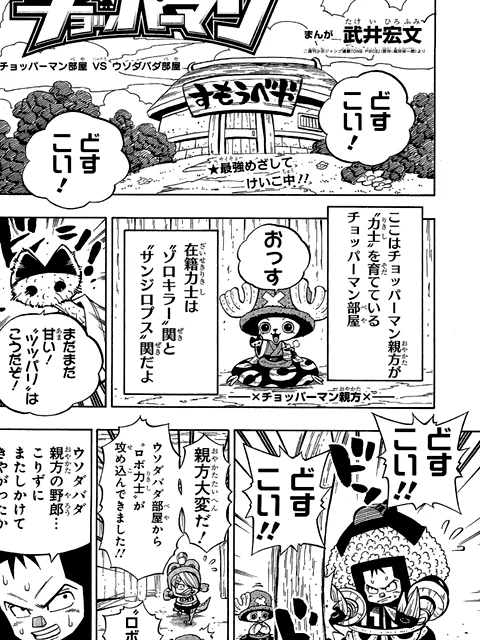 チョッパーマン
まんが 武井宏文
チョッパーマン部屋 VS ウソダバダ部屋
すもうべや
どす
こい!
どす
こい!
★最強めざして
けいこ中!!
ここはチョッパーマン親方が
〝力士〟を育てている
チョッパーマン部屋
おっす
在籍力士は
〝ゾロキラー〟関と
〝サンジロプス〟関だよ
×チョッパーマン親方×
まだまだ
甘い!
〝ツッパリ〟は
こうだぞ!
どす
こい!!
どす
こい!!
親方大変だ!
ウソダバダ部屋から
〝ロボ力士〟が
攻め込んできました!!
〝ロボ
ウソダバダ
親方の野郎…
こりずに
またしかけて
きやがったか